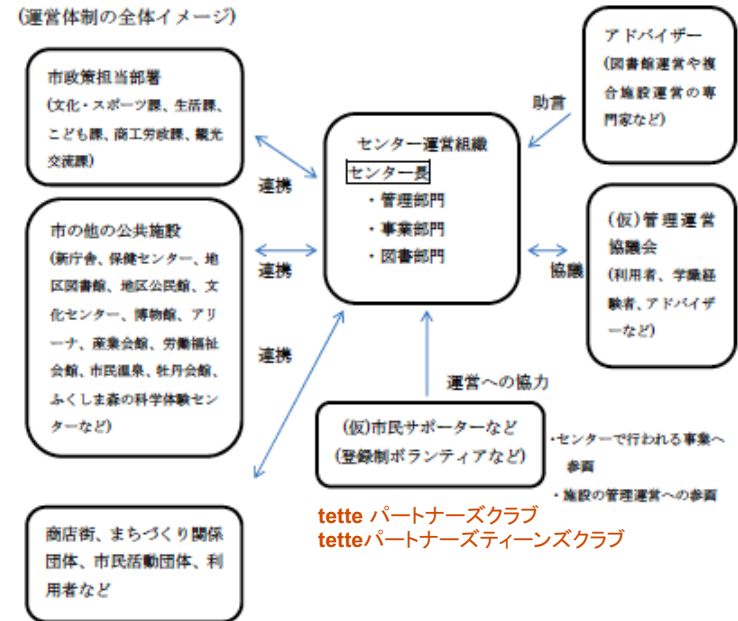 (運営体制の全体イメージ)
市政策担当部署
(文化・スポーツ課、生活課、
こども課、商工労政課、観光
交流課)
市の他の公共施設
(新庁舎、保健センター、地
区図書館、地区公民館、文
化センター、博物館、アリ
ーナ、産業会館、労働福祉
会館、市民温泉、牡丹会館、
ふくしま森の科学体験セン
ターなど)
商店街、まちづくり関係
団体、市民活動団体、利
用者など
連携
連携
連携
センター運営組織
センター長
・管理部門
・事業部門
・図書部門
助言
アドバイザー
(図書館運営や複
合施設運営の専
門家など)
協議
(仮)管理運営
協議会
(利用者、学識経
験者、アドバイザ
ーなど)
運営への協力
(仮)市民サポーターなど
(登録制ボランティアなど)
・センターで行われる事業へ
参画
・施設の管理運営への参画
tette パートナーズクラブ
tetteパートナーズティーンズクラブ